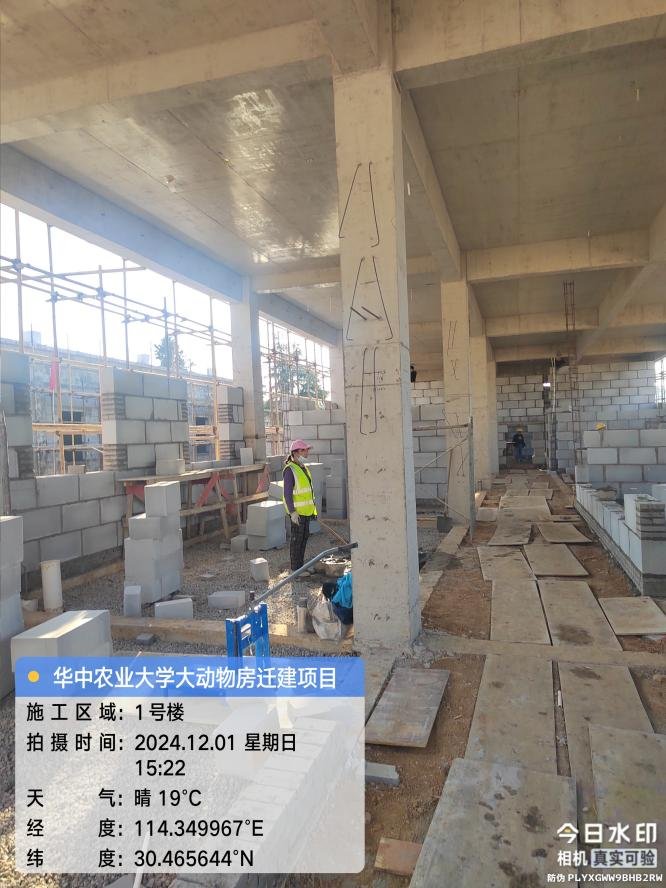 华中农业大学大动物房迁建项目
施工区域：1号楼
拍摄时间：2024.12.01 星期日
15:22
天气：晴 19°C
经度：114.349967°E
纬度：30.465644°N
今日水印
相机 真实可验
防伪 PLYXGWW9BHB2RW